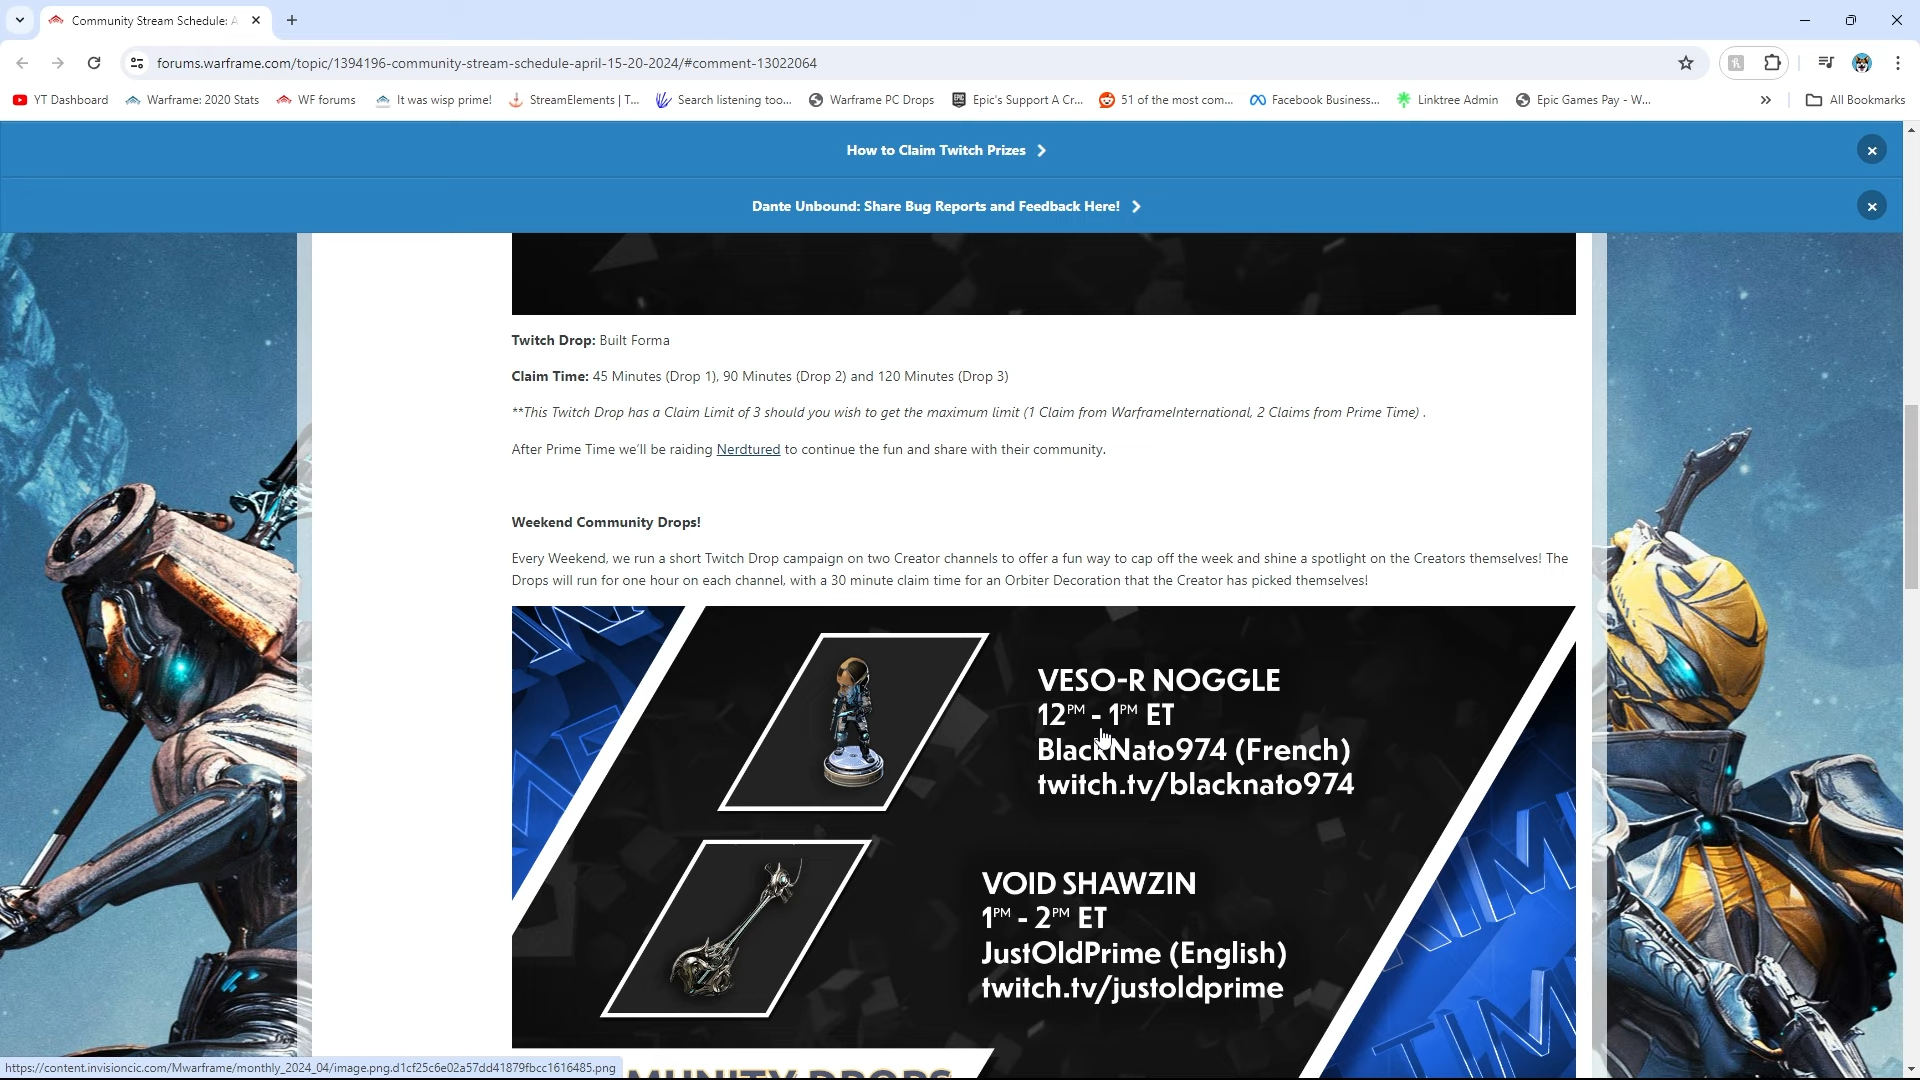 Community Stream Schedule: A
forums.warframe.com/topic/1394196-community-stream-schedule-april-15-20-2024/#comment-13022064
YT Dashboard Warframe: 2020 Stats WF forums It was wisp prime! StreamElements | T... Search listening too... Warframe PC Drops Epic's Support A Cr... 51 of the most com... Facebook Business... Linktree Admin Epic Games Pay - W... » All Bookmarks
How to Claim Twitch Prizes
Dante Unbound: Share Bug Reports and Feedback Here!
Twitch Drop: Built Forma
Claim Time: 45 Minutes (Drop 1), 90 Minutes (Drop 2) and 120 Minutes (Drop 3)
**This Twitch Drop has a Claim Limit of 3 should you wish to get the maximum limit (1 Claim from WarframeInternational, 2 Claims from Prime Time) .
After Prime Time we'll be raiding Nerdtured to continue the fun and share with their community.
Weekend Community Drops!
Every Weekend, we run a short Twitch Drop campaign on two Creator channels to offer a fun way to cap off the week and shine a spotlight on the Creators themselves! The
Drops will run for one hour on each channel, with a 30 minute claim time for an Orbiter Decoration that the Creator has picked themselves!
VESO-R NOGGLE
12PM - 1PM ET
BlackNato974 (French)
twitch.tv/blacknato974
VOID SHAWZIN
1PM - 2PM ET
JustOldPrime (English)
twitch.tv/justoldprime
https://content.invisioncic.com/Mwarframe/monthly_2024_04/image.png.d1cf25c6e02a57dd41879fbcc1616485.png